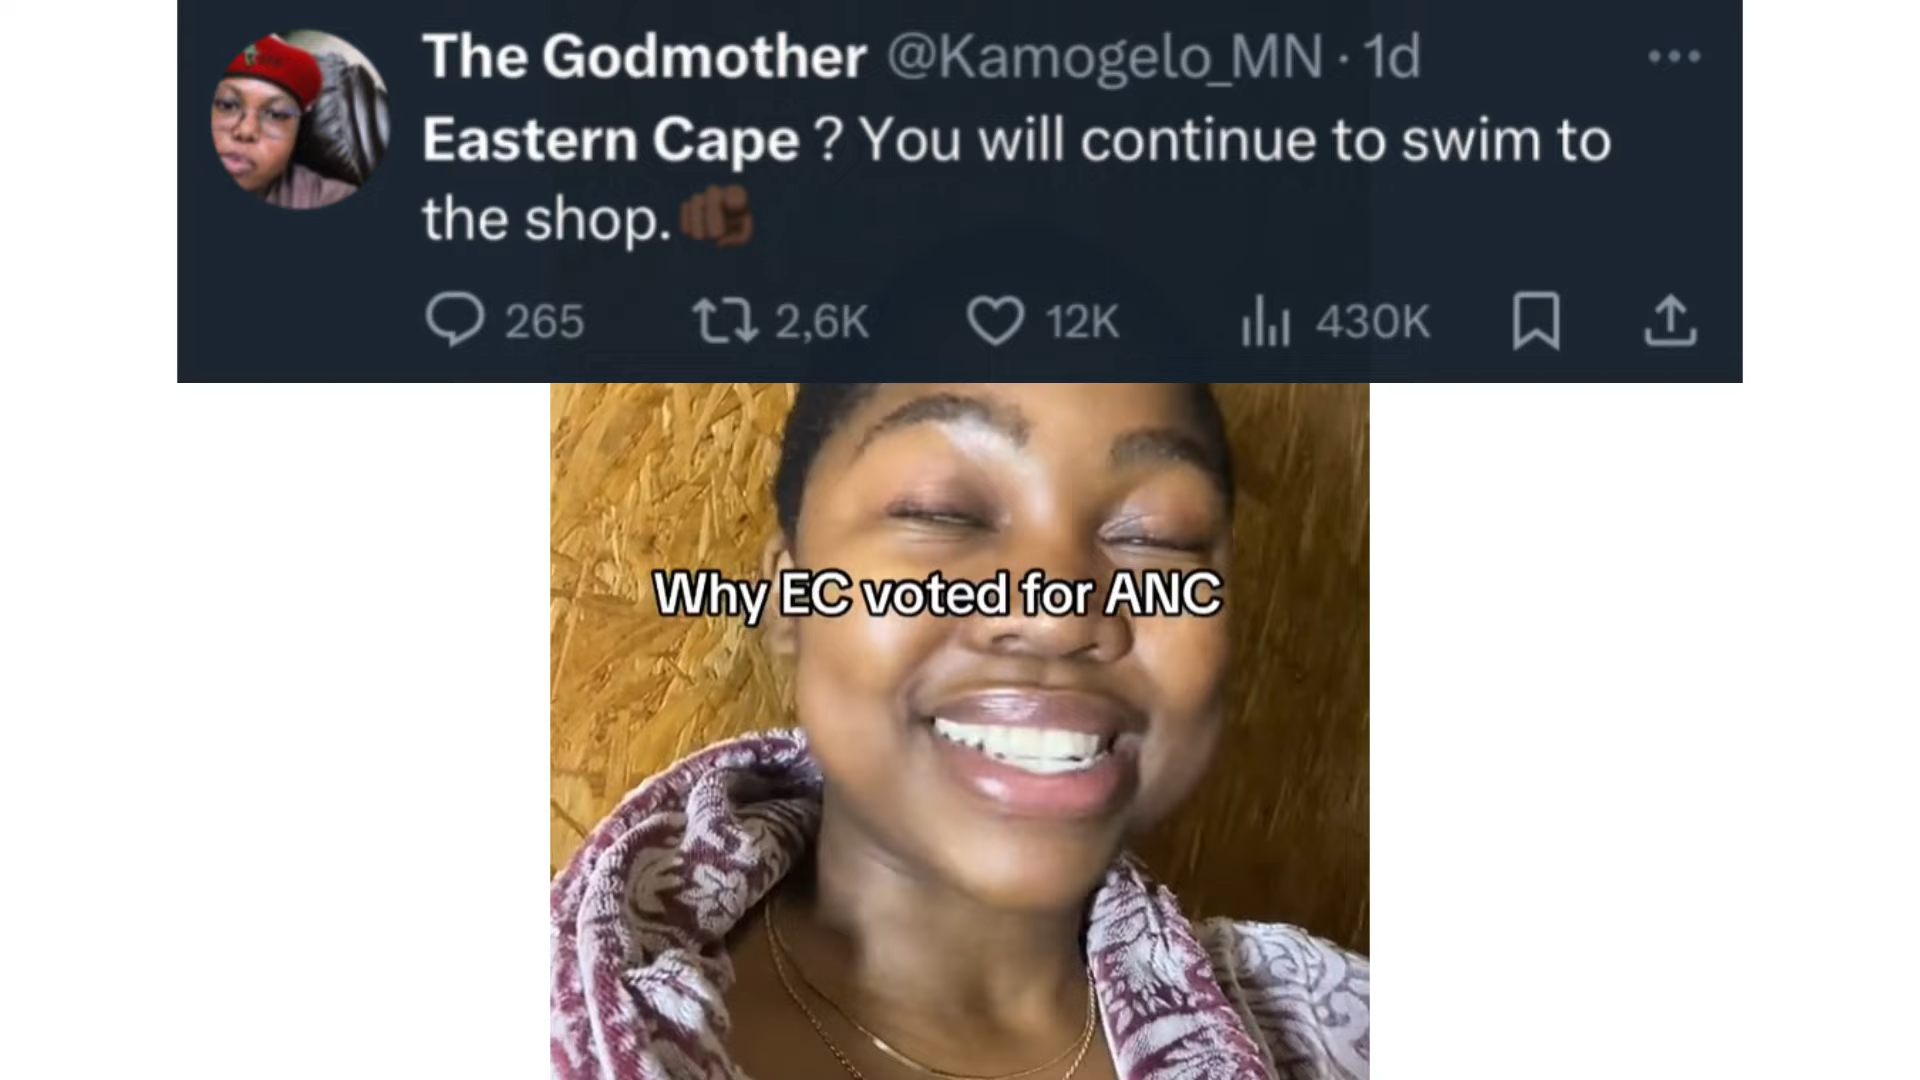 The Godmother @Kamogelo_MN · 1d
Eastern Cape ? You will continue to swim to
the shop.
265 2,6K 12K 430K
Why EC voted for ANC